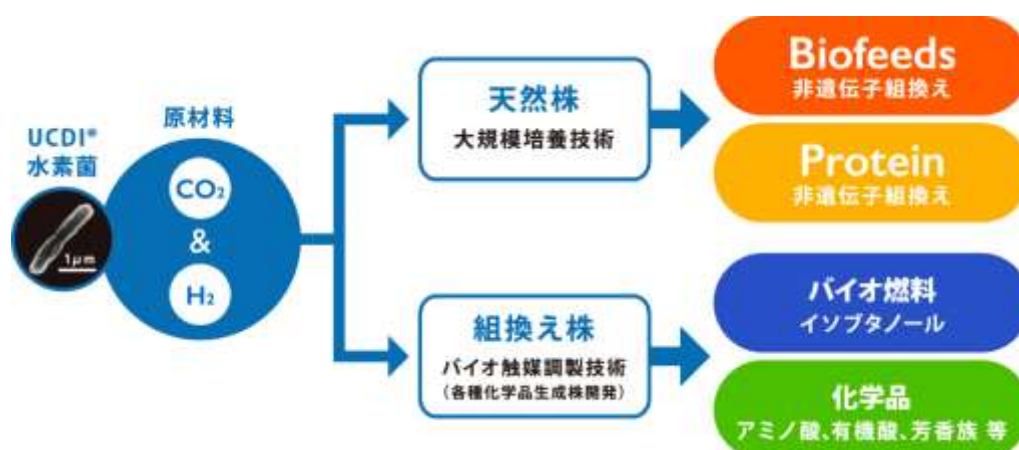 UCDI®
水素菌
1μm
原材料
CO₂
&
H₂
天然株
大規模培養技術
Biofeeds
非遺伝子組換え
Protein
非遺伝子組換え
組換え株
バイオ触媒調製技術
（各種化学品生成株開発）
バイオ燃料
イソブタノール
化学品
アミノ酸、有機酸、芳香族 等